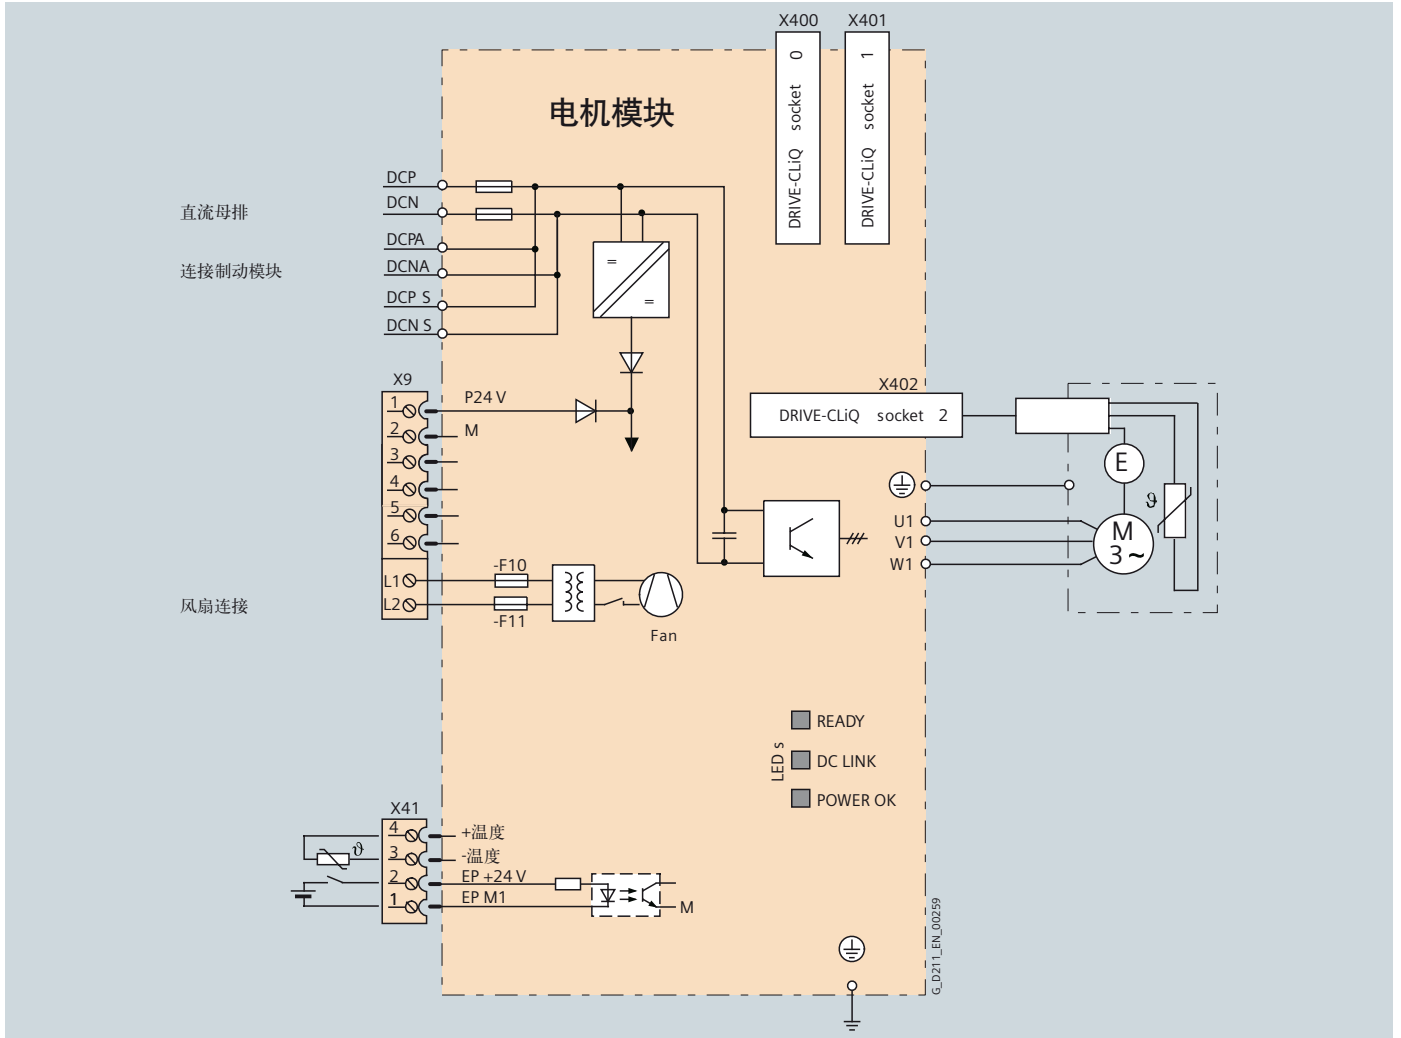 X400
X401
DRIVE-CLiQ socket 0
DRIVE-CLiQ socket 1
电机模块
DCP
DCN
直流母排
DCPA
连接制动模块
DCNA
DCP S
DCN S
=
=
X9
1
P24 V
2
M
3
4
5
6
X402
DRIVE-CLiQ socket 2
E
ϑ
U1
V1
W1
M
3 ~
-F10
L1
L2
-F11
风扇连接
Fan
LED s
READY
DC LINK
POWER OK
X41
4
+温度
ϑ
3
-温度
2
EP +24 V
1
EP M1
M
G_D211_EN_00259